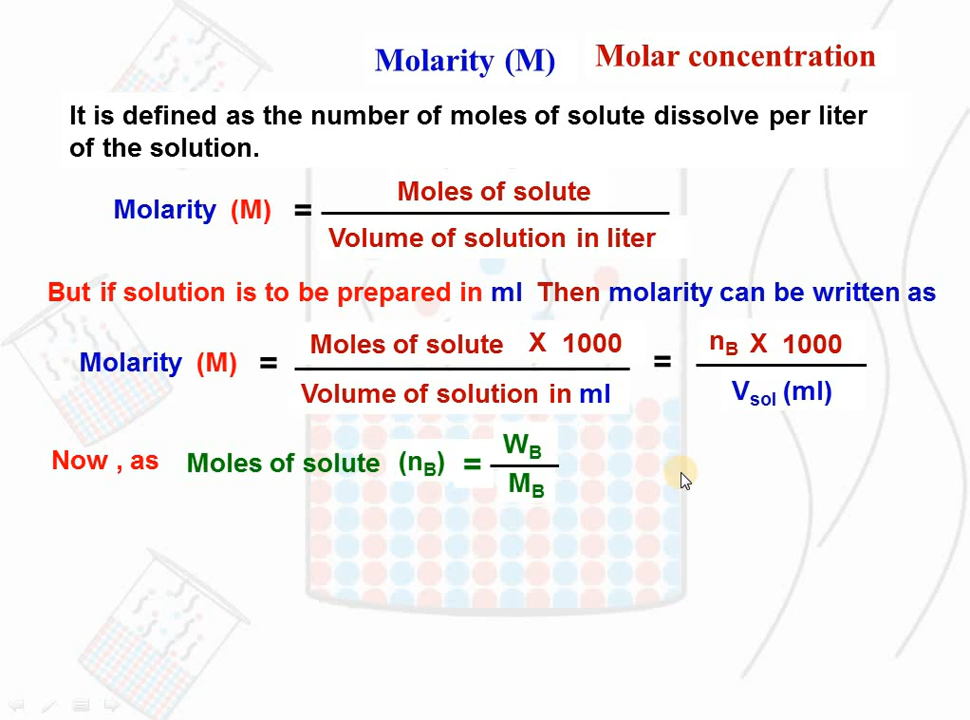 Molarity (M) Molar concentration
It is defined as the number of moles of solute dissolve per liter
of the solution.
Molarity (M) = Moles of solute
Volume of solution in liter
But if solution is to be prepared in ml Then molarity can be written as
Molarity (M) = Moles of solute X 1000 = nB X 1000
Volume of solution in ml Vsol (ml)
Now , as Moles of solute (nB) = WB
MB